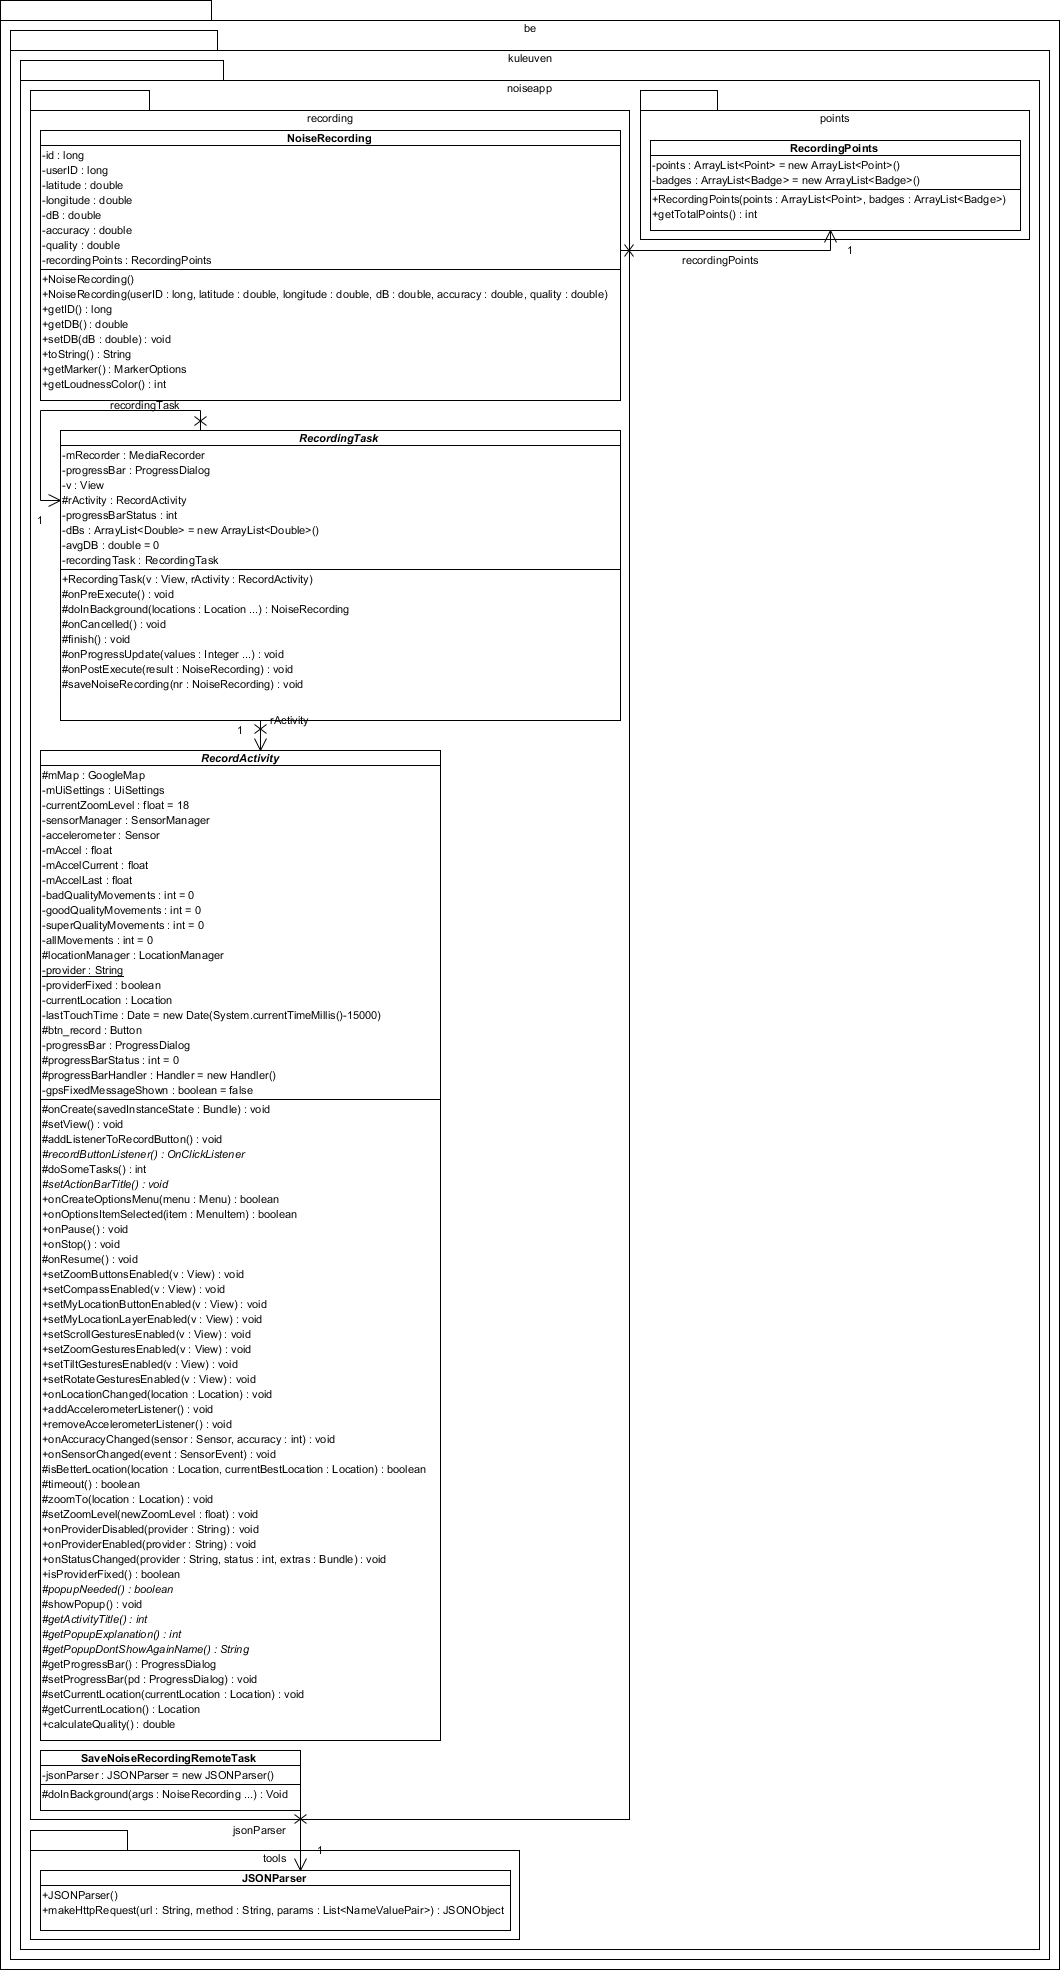 be
kuleuven
noiseapp
recording
NoiseRecording
-id : long
-userID : long
-latitude : double
-longitude : double
-dB : double
-accuracy : double
-quality : double
-recordingPoints : RecordingPoints
+NoiseRecording()
+NoiseRecording(userID : long, latitude : double, longitude : double, dB : double, accuracy : double, quality : double)
+getID() : long
+getDB() : double
+setDB(dB : double) : void
+toString() : String
+getMarker() : MarkerOptions
+getLoudnessColor() : int
points
RecordingPoints
-points : ArrayList<Point> = new ArrayList<Point>()
-badges : ArrayList<Badge> = new ArrayList<Badge>()
+RecordingPoints(points : ArrayList<Point>, badges : ArrayList<Badge>)
+getTotalPoints() : int
1
recordingPoints
recordingTask
1
RecordingTask
-mRecorder : MediaRecorder
-progressBar : ProgressDialog
-v : View
#rActivity : RecordActivity
-progressBarStatus : int
-dBs : ArrayList<Double> = new ArrayList<Double>()
-avgDB : double = 0
-recordingTask : RecordingTask
+RecordingTask(v : View, rActivity : RecordActivity)
#onPreExecute() : void
#doInBackground(locations : Location ...) : NoiseRecording
#onCancelled() : void
#finish() : void
#onProgressUpdate(values : Integer ...) : void
#onPostExecute(result : NoiseRecording) : void
#saveNoiseRecording(nr : NoiseRecording) : void
rActivity
1
RecordActivity
#mMap : GoogleMap
-mUiSettings : UiSettings
-currentZoomLevel : float = 18
-sensorManager : SensorManager
-accelerometer : Sensor
-mAccel : float
-mAccelCurrent : float
-mAccelLast : float
-badQualityMovements : int = 0
-goodQualityMovements : int = 0
-superQualityMovements : int = 0
-allMovements : int = 0
#locationManager : LocationManager
-provider : String
-providerFixed : boolean
-currentLocation : Location
-lastTouchTime : Date = new Date(System.currentTimeMillis()-15000)
#btn_record : Button
-progressBar : ProgressDialog
#progressBarStatus : int = 0
#progressBarHandler : Handler = new Handler()
-gpsFixedMessageShown : boolean = false
#onCreate(savedInstanceState : Bundle) : void
#setView() : void
#addListenerToRecordButton() : void
#recordButtonListener() : OnClickListener
#doSomeTasks() : int
#setActionBarTitle() : void
+onCreateOptionsMenu(menu : Menu) : boolean
+onOptionsItemSelected(item : MenuItem) : boolean
+onPause() : void
+onStop() : void
#onResume() : void
+setZoomButtonsEnabled(v : View) : void
+setCompassEnabled(v : View) : void
+setMyLocationButtonEnabled(v : View) : void
+setMyLocationLayerEnabled(v : View) : void
+setScrollGesturesEnabled(v : View) : void
+setZoomGesturesEnabled(v : View) : void
+setTiltGesturesEnabled(v : View) : void
+setRotateGesturesEnabled(v : View) : void
+onLocationChanged(location : Location) : void
+addAccelerometerListener() : void
+removeAccelerometerListener() : void
+onAccuracyChanged(sensor : Sensor, accuracy : int) : void
+onSensorChanged(event : SensorEvent) : void
#isBetterLocation(location : Location, currentBestLocation : Location) : boolean
#timeout() : boolean
#zoomTo(location : Location) : void
#setZoomLevel(newZoomLevel : float) : void
+onProviderDisabled(provider : String) : void
+onProviderEnabled(provider : String) : void
+onStatusChanged(provider : String, status : int, extras : Bundle) : void
+isProviderFixed() : boolean
#popupNeeded() : boolean
#showPopup() : void
#getActivityTitle() : int
#getPopupExplanation() : int
#getPopupDontShowAgainName() : String
#getProgressBar() : ProgressDialog
#setProgressBar(pd : ProgressDialog) : void
#setCurrentLocation(currentLocation : Location) : void
#getCurrentLocation() : Location
+calculateQuality() : double
SaveNoiseRecordingRemoteTask
-jsonParser : JSONParser = new JSONParser()
#doInBackground(args : NoiseRecording ...) : Void
jsonParser
1
tools
JSONParser
+JSONParser()
+makeHttpRequest(url : String, method : String, params : List<NameValuePair>) : JSONObject